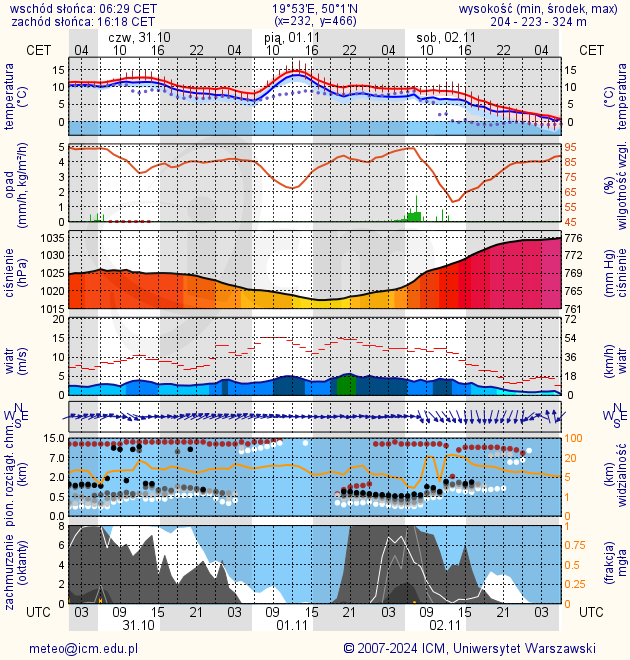 wschód słońca: 06:29 CET
zachód słońca: 16:18 CET
19°53'E, 50°1'N
(x=232, y=466)
wysokość (min, środek, max)
204 - 223 - 324 m
czw, 31.10 pią, 01.11 sob, 02.11
CET 04 10 16 22 04 10 16 22 04 10 16 22 04 CET
temperatura
(°C)
15
10
5
0
15
10
5
0
(°C)
temperatura
opad
(mm/h, kg/m²/h)
5
4
3
2
1
0
95
85
75
65
55
45
(%)
wilgotność wzgl.
ciśnienie
(hPa)
1035
1030
1025
1020
1015
776
772
769
765
761
(mm Hg)
ciśnienie
wiatr
(m/s)
20
15
10
5
0
72
54
36
18
0
(km/h)
wiatr
N
W E
S
N
W E
S
pion. rozciągł. chm.
(km)
15.0
6.0
2.0
0.5
0.0
100
20
5
1
0
(km)
widzialność
zachmurzenie
(oktanty)
8
6
4
2
0
1
0.75
0.5
0.25
0
(frakcja)
mgła
UTC 03 09 15 21 03 09 15 21 03 09 15 21 03 UTC
31.10 01.11 02.11
meteo@icm.edu.pl
© 2007-2024 ICM, Uniwersytet Warszawski